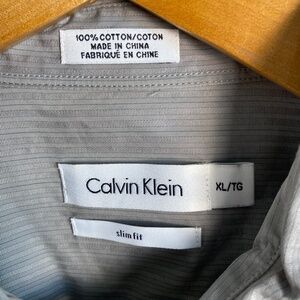 100% COTTON/COTON
MADE IN CHINA
FABRIQUÉ EN CHINE
Calvin Klein
XL/TG
slim fit